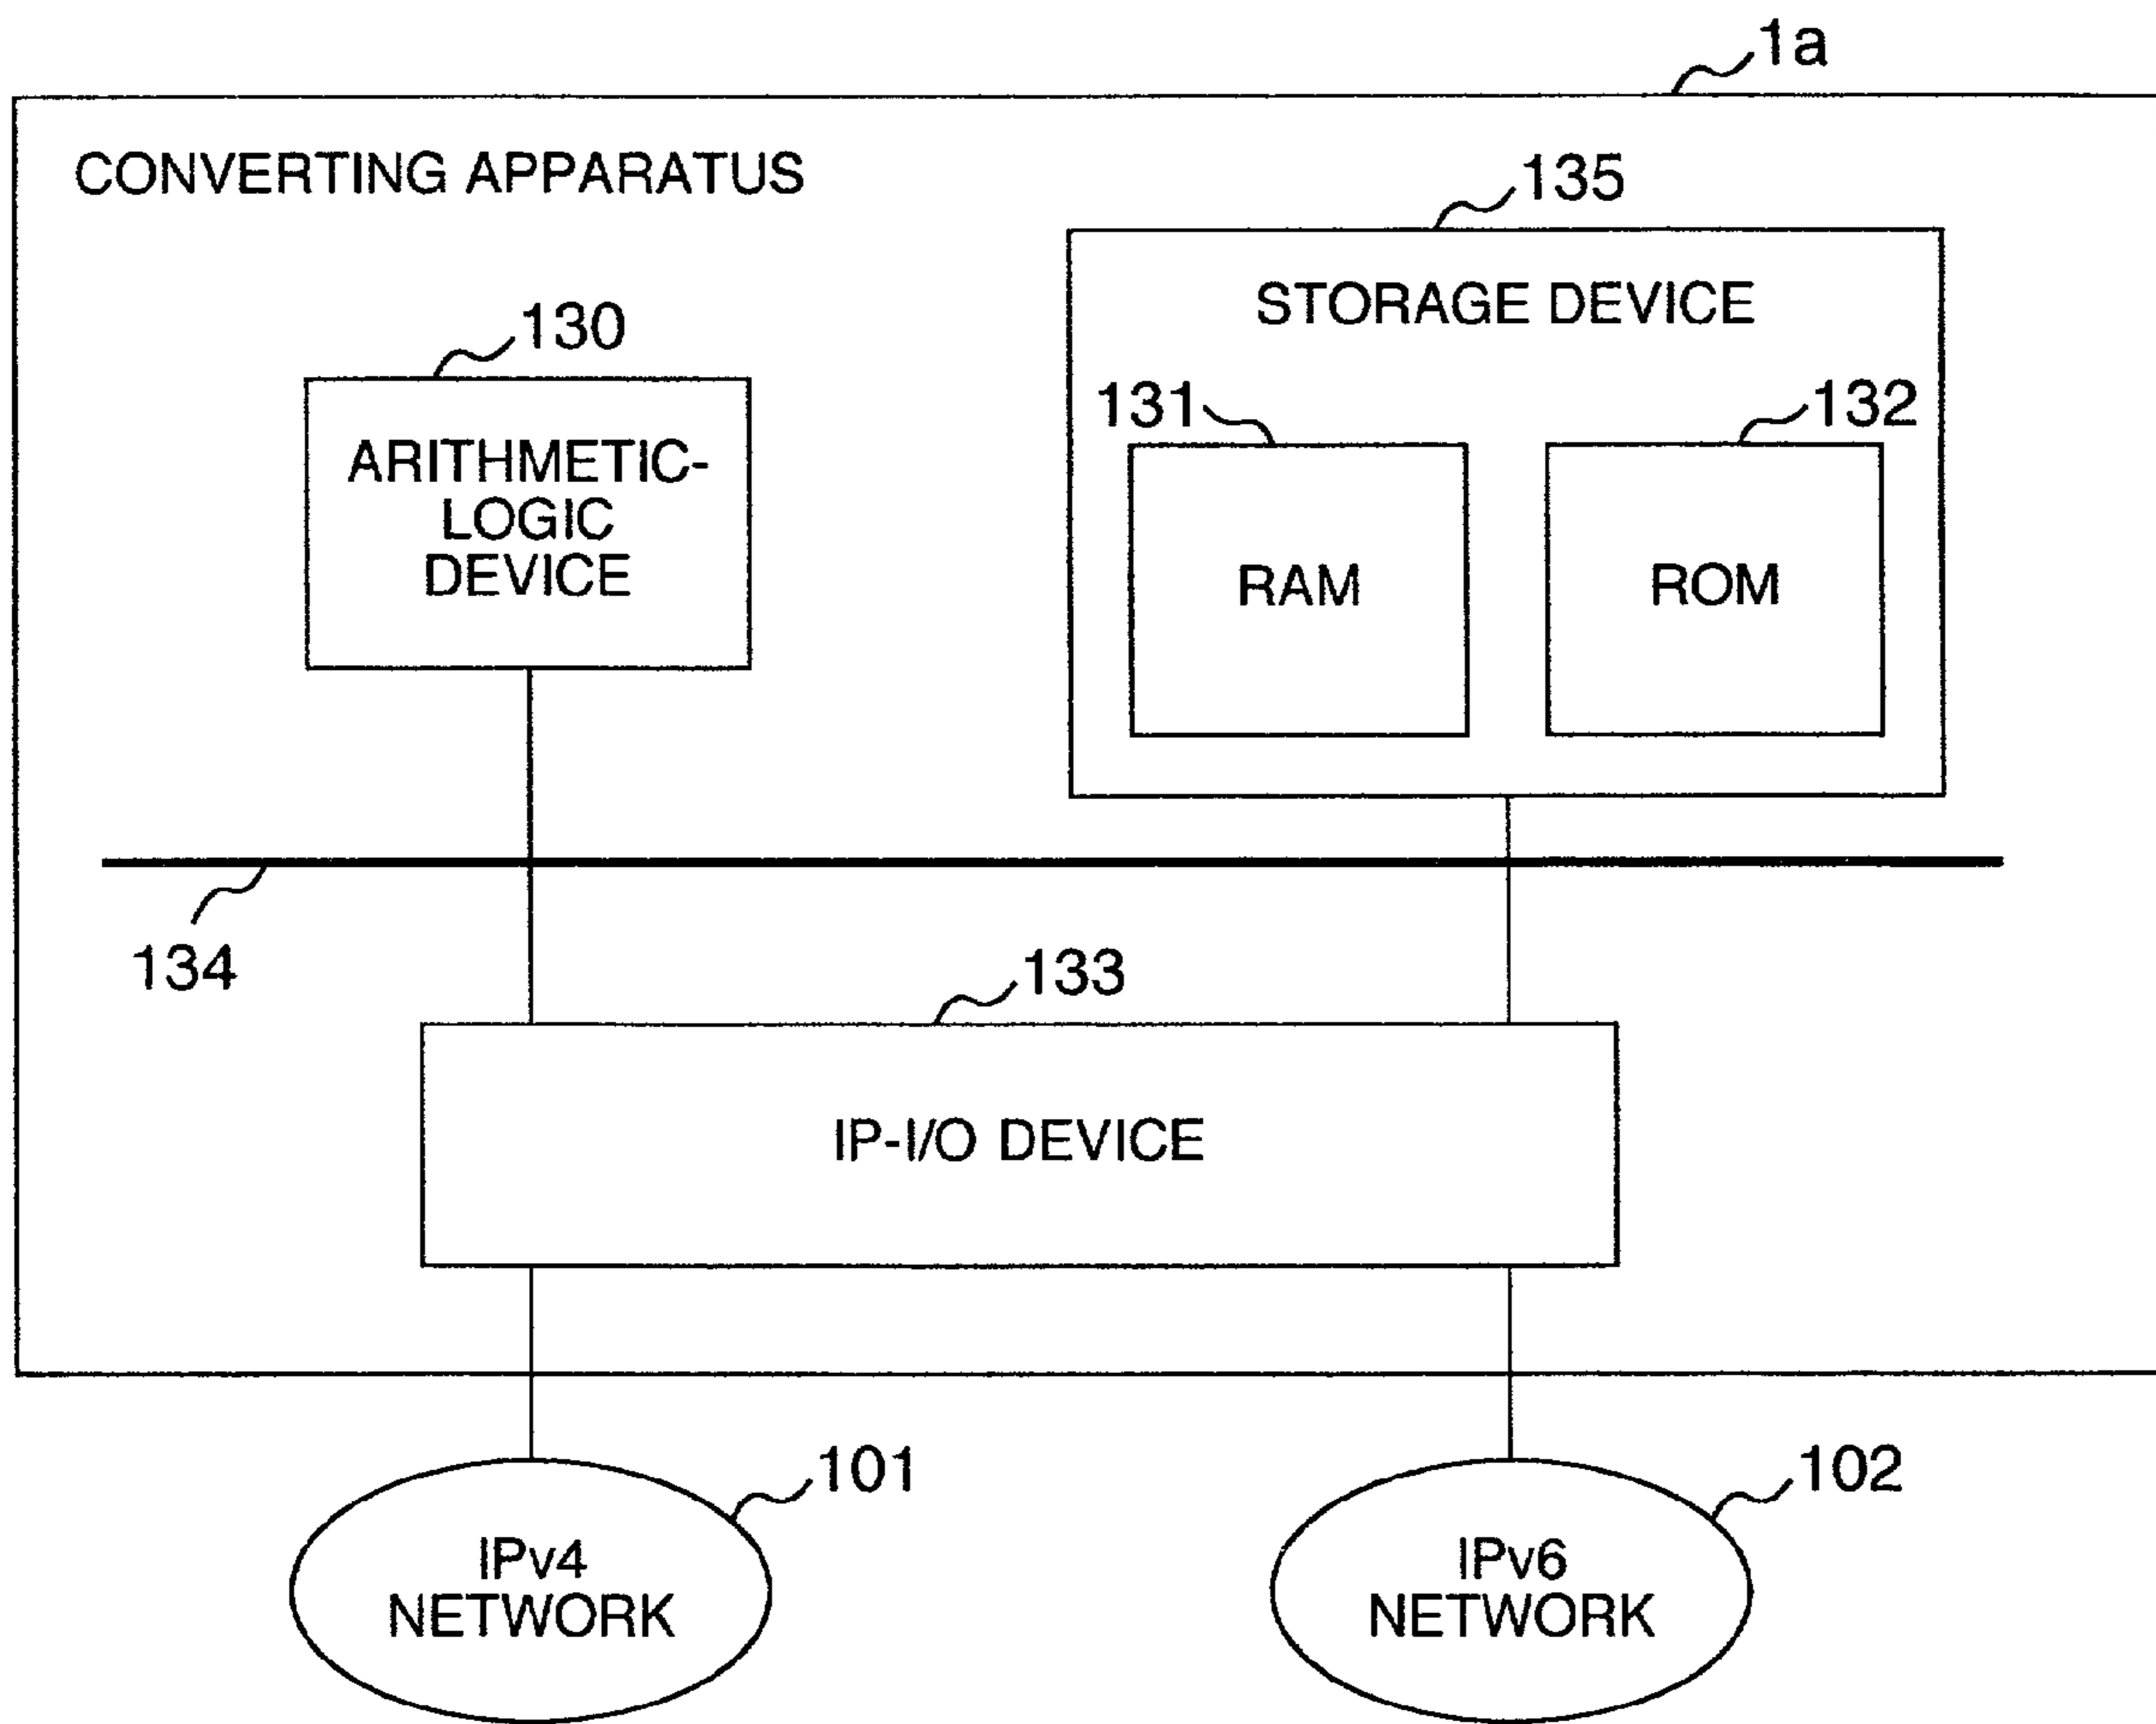 1a
CONVERTING APPARATUS
135
STORAGE DEVICE
130
ARITHMETIC-
LOGIC
DEVICE
131
132
RAM
ROM
134
133
IP-I/O DEVICE
101
102
IPv4
NETWORK
IPv6
NETWORK